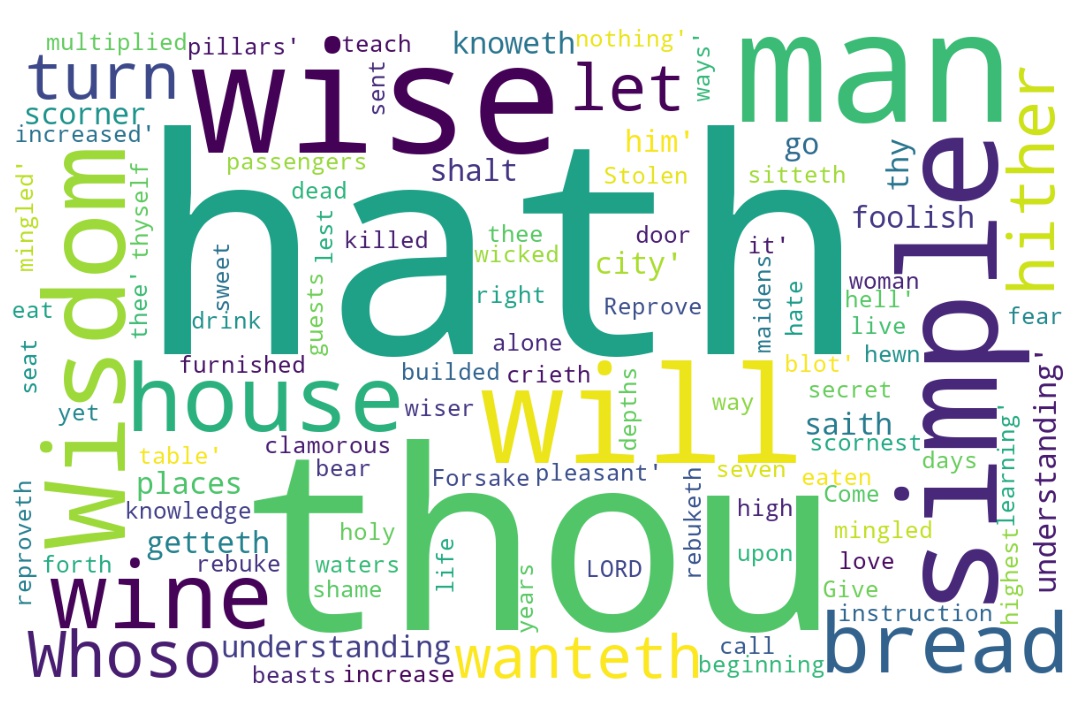 multiplied
pillars'
teach
knoweth
nothing'
ways'
man
turn
wise
sent
let
hither
scorner
increased'
him'
go
thy
simple
Wisdom
passengers
shalt
Stolen
sitteth
hath
mingled'
thyself
dead
foolish
lest
killed
thee
door
it'
wicked
city'
sweet
maidens
woman
thee'
guests
right
Reprove
hate
hell'
eat
drink
live
fear
seat
alone
hewn
furnished
builded
crieth
blot'
understanding'
house
will
depths
way
secret
yet
wiser
saith
scornest
clamorous
table'
bear
Forsake
pleasant'
seven
eaten
days
learning'
places
thou
Come
reproveth
knowledge
rebuketh
high
mingled
holy
getteth
life
LORD
upon
love
highest
forth
rebuke
waters
shame
years
Give
wine
instruction
bread
Whoso
understanding
wanteth
call
beginning
beasts
increase